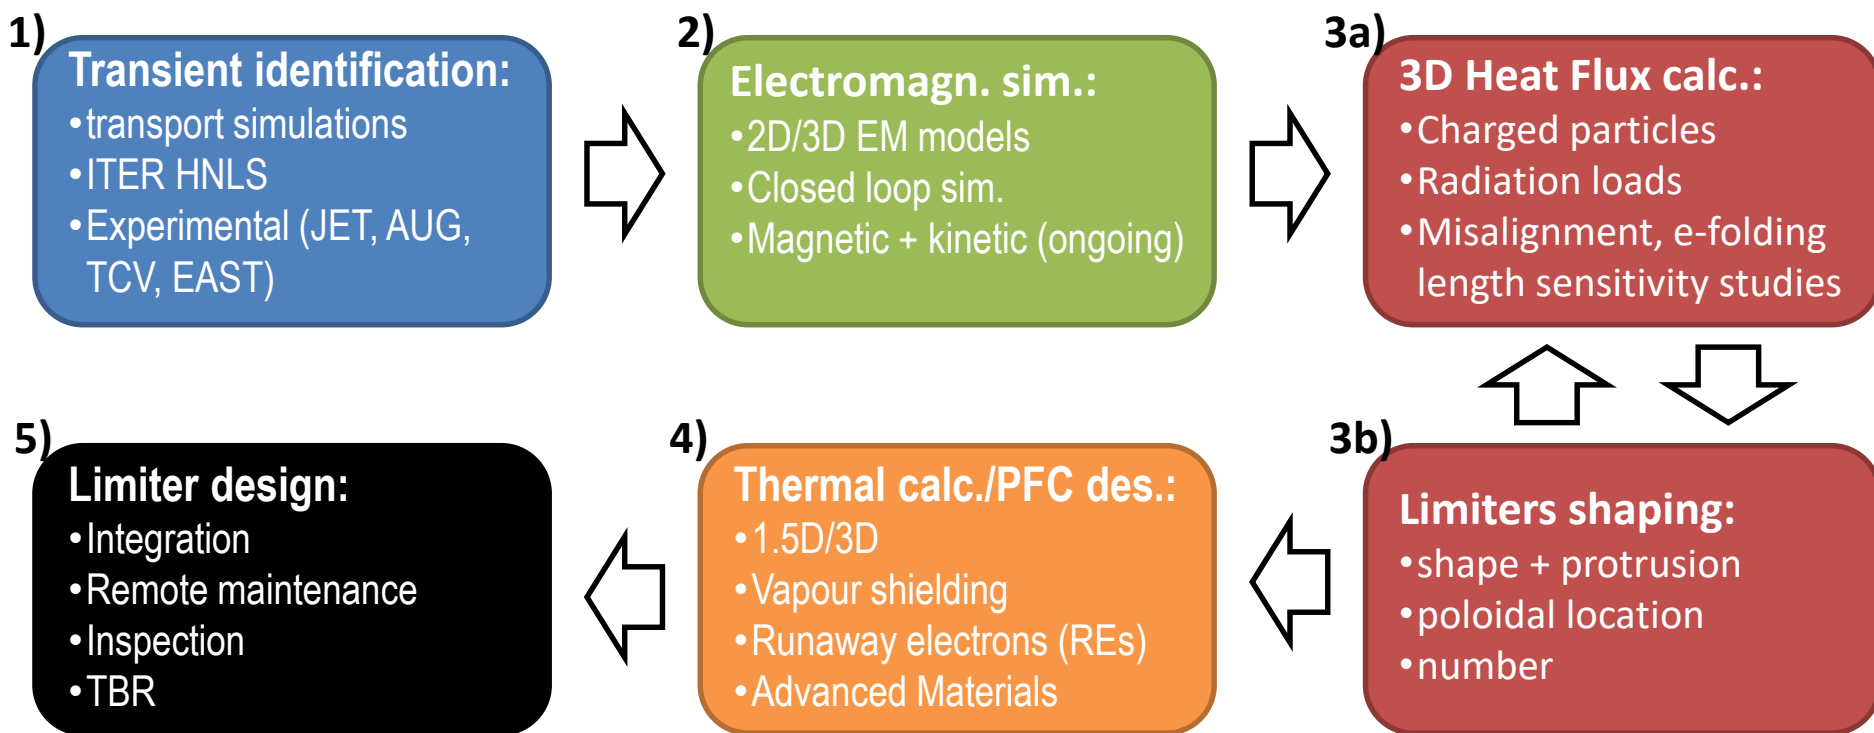 1)
Transient identification:
•transport simulations
•ITER HNLS
•Experimental (JET, AUG,
TCV, EAST)
2)
Electromagn. sim.:
•2D/3D EM models
•Closed loop sim.
•Magnetic + kinetic (ongoing)
3a)
3D Heat Flux calc.:
•Charged particles
•Radiation loads
•Misalignment, e-folding
length sensitivity studies
3b)
Limiters shaping:
•shape + protrusion
•poloidal location
•number
4)
Thermal calc./PFC des.:
•1.5D/3D
•Vapour shielding
•Runaway electrons (REs)
•Advanced Materials
5)
Limiter design:
•Integration
•Remote maintenance
•Inspection
•TBR